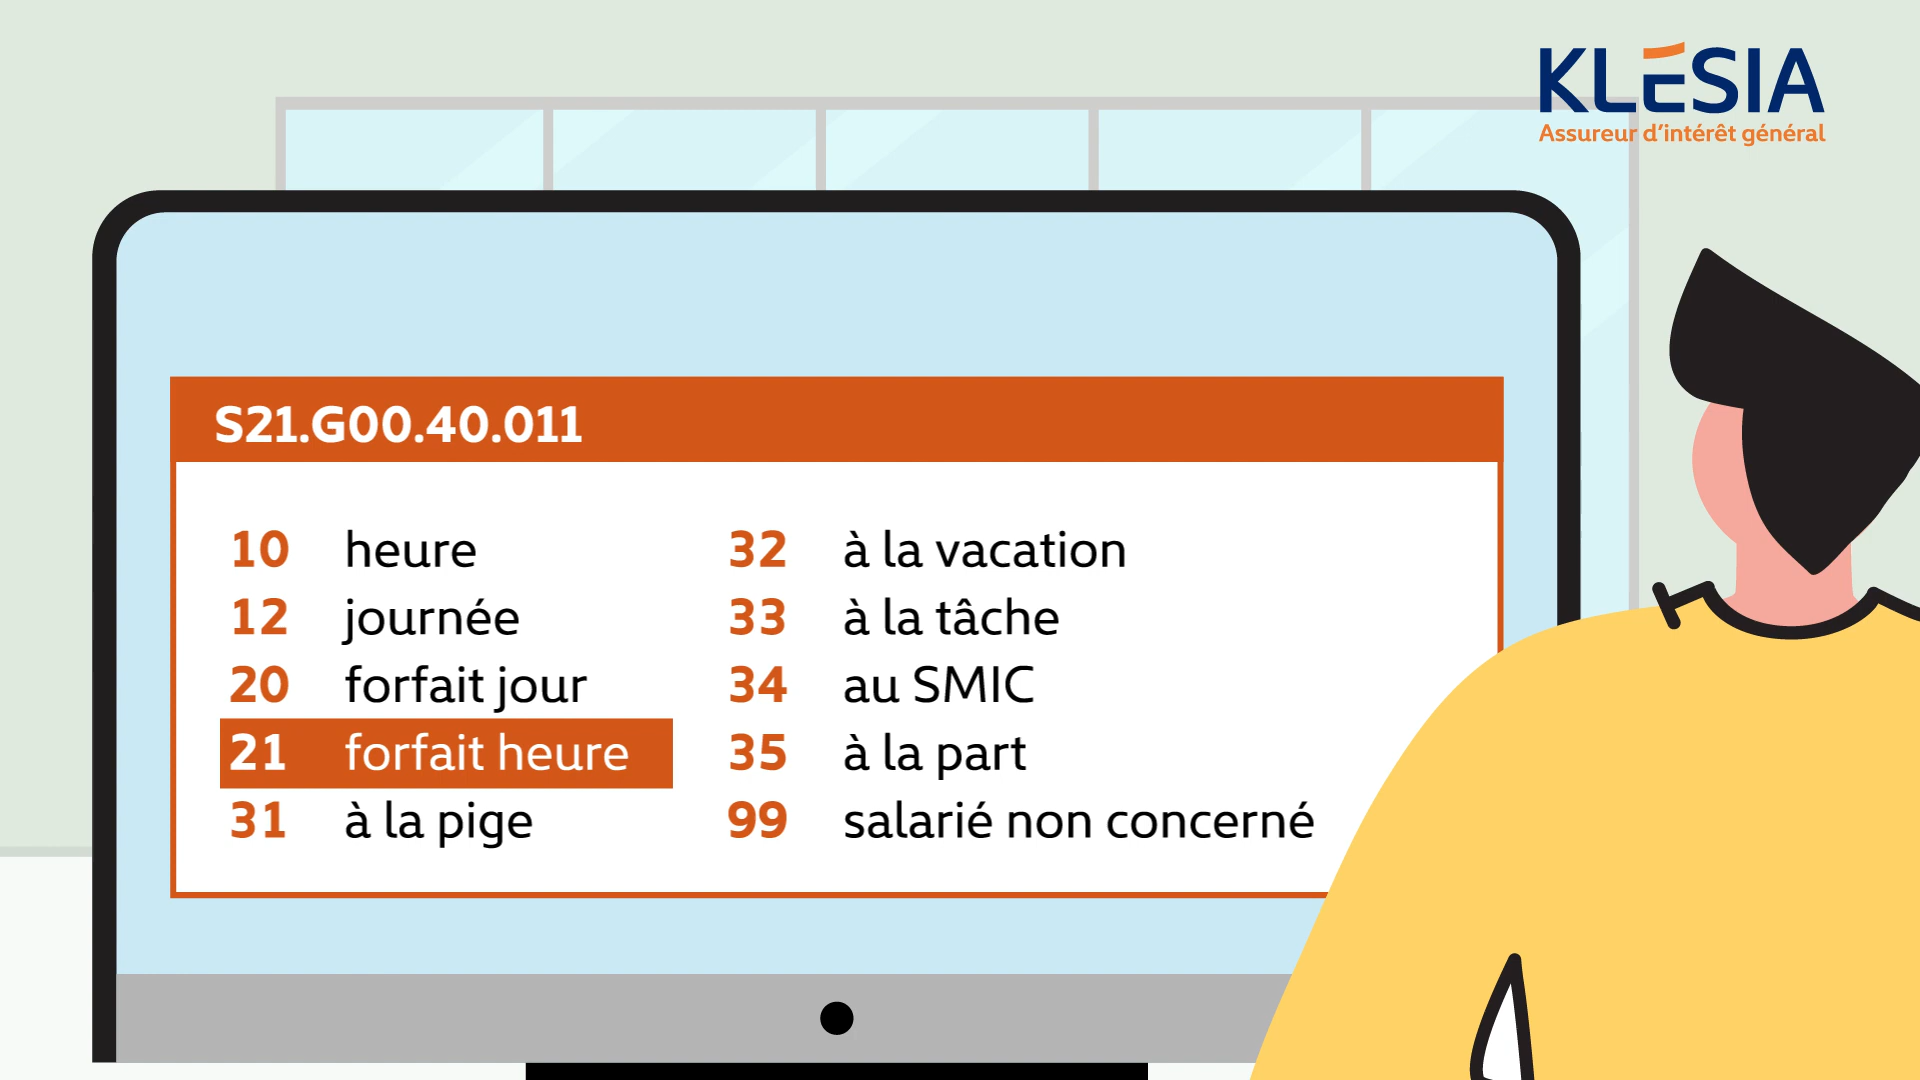 KLESIA
Assureur d'intérêt général
S21.G00.40.011
10 heure
12 journée
20 forfait jour
21 forfait heure
31 à la pige
32 à la vacation
33 à la tâche
34 au SMIC
35 à la part
99 salarié non concerné